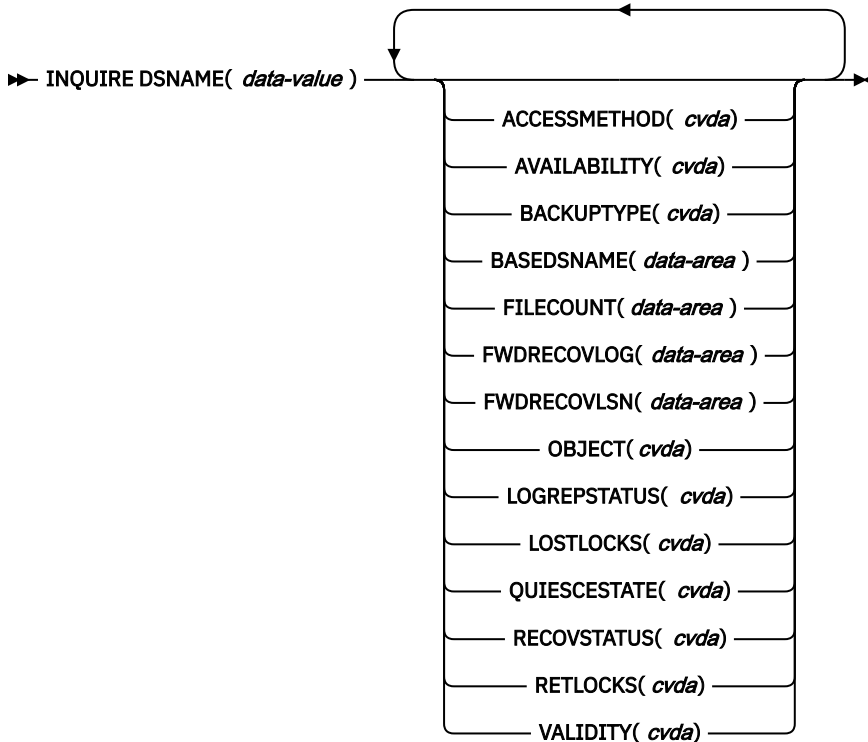 INQUIRE DSNAME( data-value )
ACCESSMETHOD( cvda)
AVAILABILITY( cvda)
BACKUPTYPE( cvda)
BASEDSNAME( data-area )
FILECOUNT( data-area )
FWDRECOVLOG( data-area )
FWDRECOVLSN( data-area )
OBJECT( cvda)
LOGREPSTATUS( cvda)
LOSTLOCKS( cvda)
QUIESCESTATE( cvda)
RECOVSTATUS( cvda)
RETLOCKS( cvda)
VALIDITY( cvda)